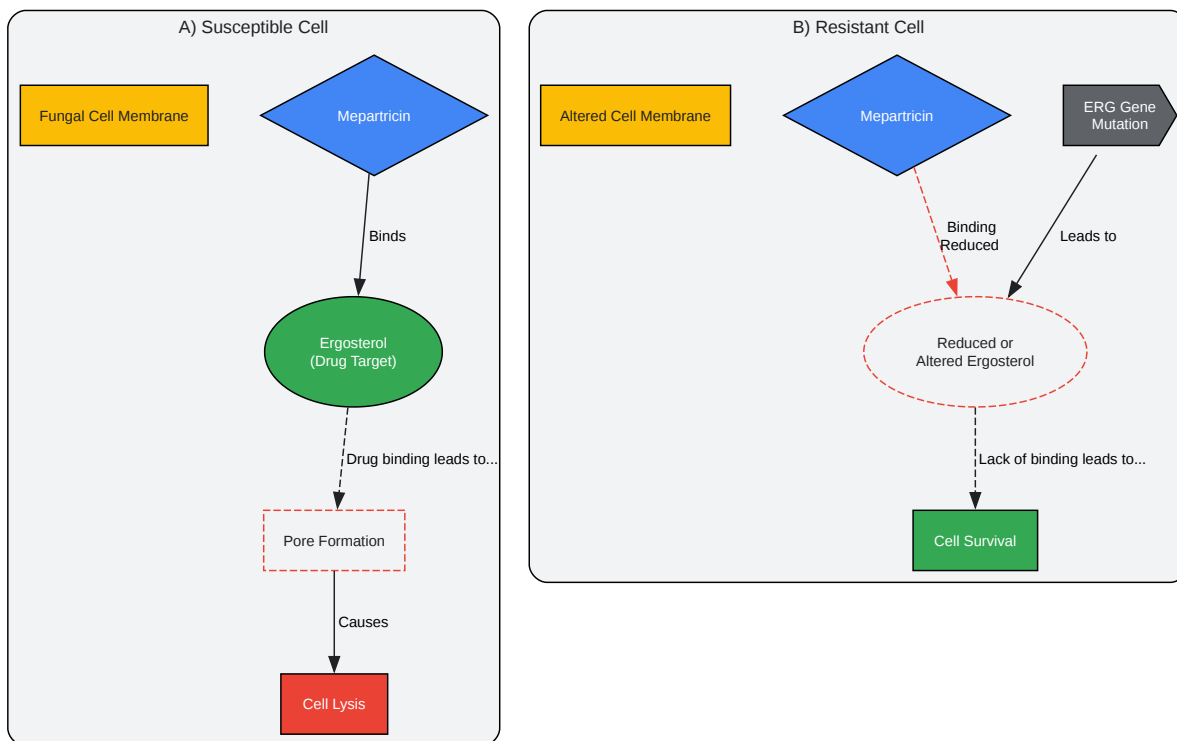 A) Susceptible Cell
Fungal Cell Membrane
Mepartricin
Binds
Ergosterol
(Drug Target)
Drug binding leads to...
Pore Formation
Causes
Cell Lysis
B) Resistant Cell
Altered Cell Membrane
Mepartricin
ERG Gene
Mutation
Binding
Reduced
Leads to
Reduced or
Altered Ergosterol
Lack of binding leads to...
Cell Survival